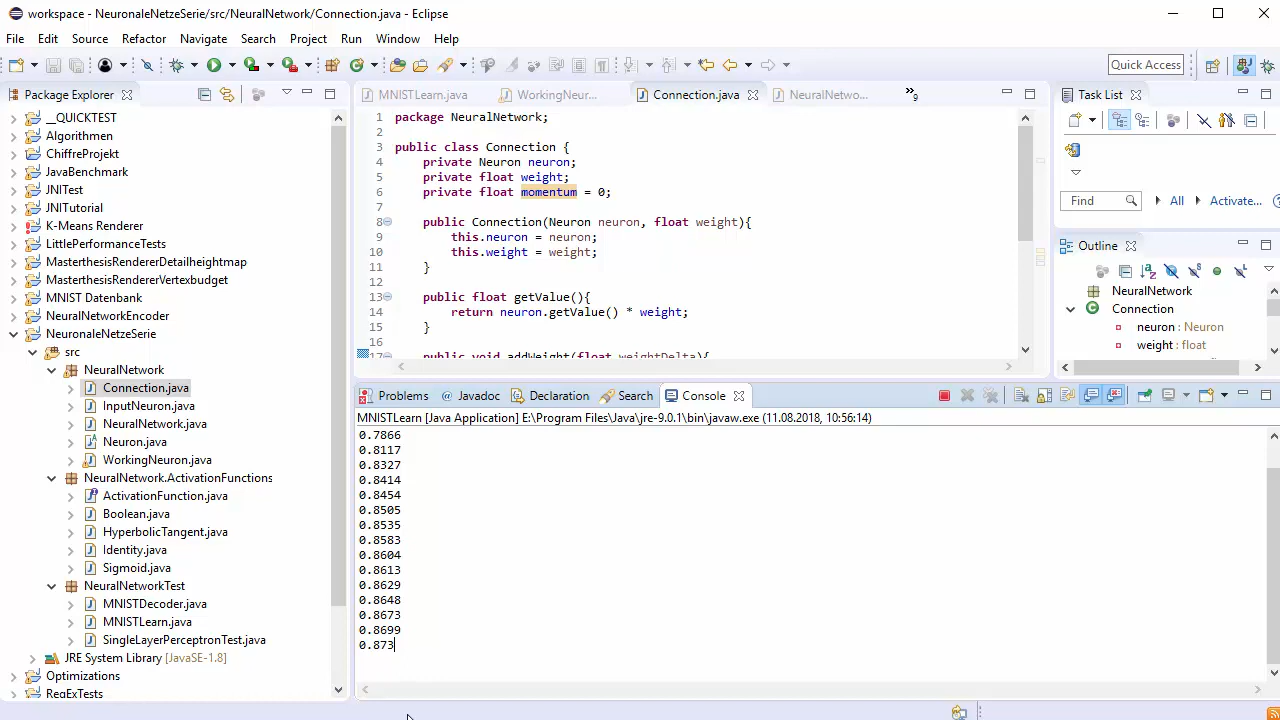 workspace - NeuronaleNetzeSerie/src/NeuralNetwork/Connection.java - Eclipse
File Edit Source Refactor Navigate Search Project Run Window Help
Quick Access
Package Explorer
__QUICKTEST
Algorithmen
ChiffreProjekt
JavaBenchmark
JNITest
JNITutorial
K-Means Renderer
LittlePerformanceTests
MasterthesisRendererDetailheightmap
MasterthesisRendererVertexbudget
MNIST Datenbank
NeuralNetworkEncoder
NeuronaleNetzeSerie
src
NeuralNetwork
Connection.java
InputNeuron.java
NeuralNetwork.java
Neuron.java
WorkingNeuron.java
NeuralNetwork.ActivationFunctions
ActivationFunction.java
Boolean.java
HyperbolicTangent.java
Identity.java
Sigmoid.java
NeuralNetworkTest
MNISTDecoder.java
MNISTLearn.java
SingleLayerPerceptronTest.java
JRE System Library [JavaSE-1.8]
Optimizations
RegExTests
MNISTLearn.java WorkingNeur... Connection.java NeuralNetwo... »9
1 package NeuralNetwork;
2
3 public class Connection {
4 private Neuron neuron;
5 private float weight;
6 private float momentum = 0;
7
8 public Connection(Neuron neuron, float weight){
9 this.neuron = neuron;
10 this.weight = weight;
11 }
12
13 public float getValue(){
14 return neuron.getValue() * weight;
15 }
16
17 public void addWeight(float weightDelta){
Task List
Find All Activate...
Outline
NeuralNetwork
Connection
neuron : Neuron
weight : float
Problems @ Javadoc Declaration Search Console
MNISTLearn [Java Application] E:\Program Files\Java\jre-9.0.1\bin\javaw.exe (11.08.2018, 10:56:14)
0.7866
0.8117
0.8327
0.8414
0.8454
0.8505
0.8535
0.8583
0.8604
0.8613
0.8629
0.8648
0.8673
0.8699
0.873